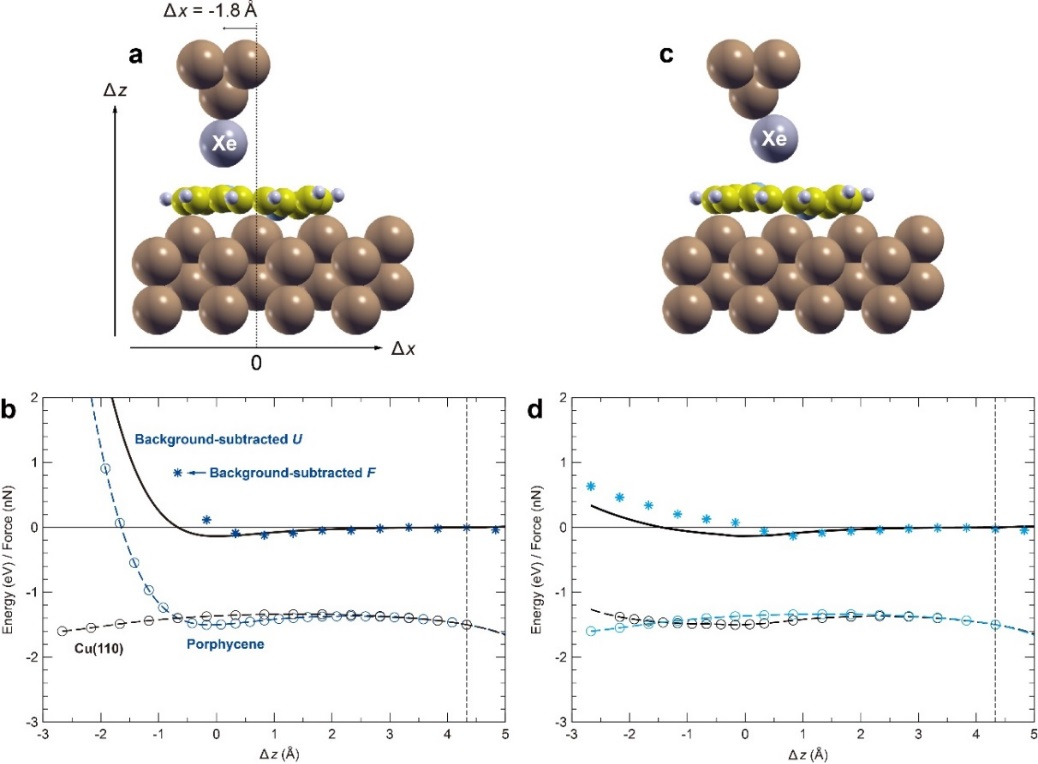 Δx = -1.8 Å
a
c
Δz
Xe
Xe
0
Δx
b
d
2
1
0
-1
-2
-3
Energy (eV) / Force (nN)
Background-subtracted U
Background-subtracted F
Cu(110)
Porphycene
-3
-2
-1
0
1
2
3
4
5
Δz (Å)
2
1
0
-1
-2
-3
Energy (eV) / Force (nN)
-3
-2
-1
0
1
2
3
4
5
Δz (Å)